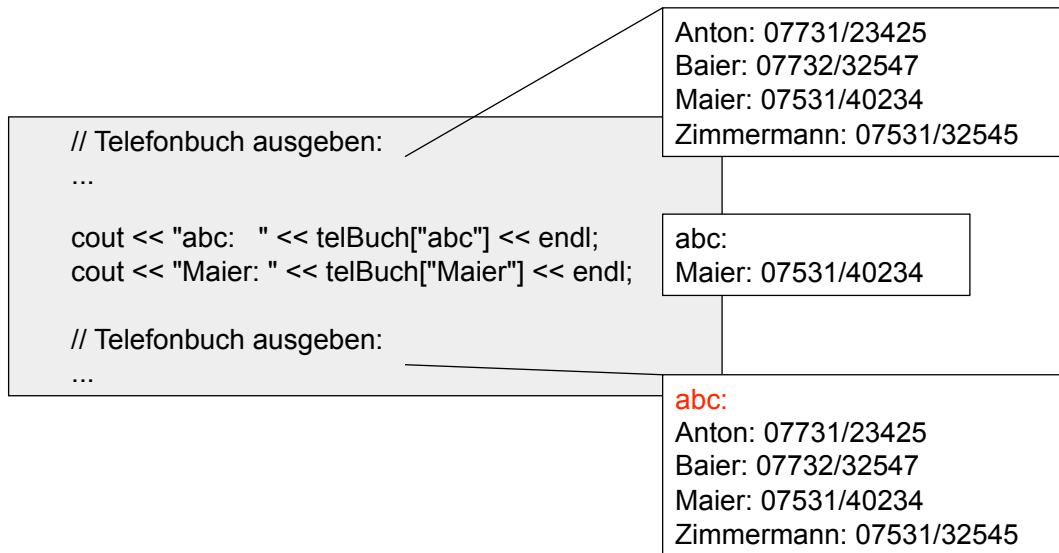 Anton: 07731/23425
Baier: 07732/32547
Maier: 07531/40234
Zimmermann: 07531/32545
// Telefonbuch ausgeben:
...
cout << "abc:   " << telBuch["abc"] << endl;
cout << "Maier: " << telBuch["Maier"] << endl;
abc:
Maier: 07531/40234
// Telefonbuch ausgeben:
...
abc:
Anton: 07731/23425
Baier: 07732/32547
Maier: 07531/40234
Zimmermann: 07531/32545